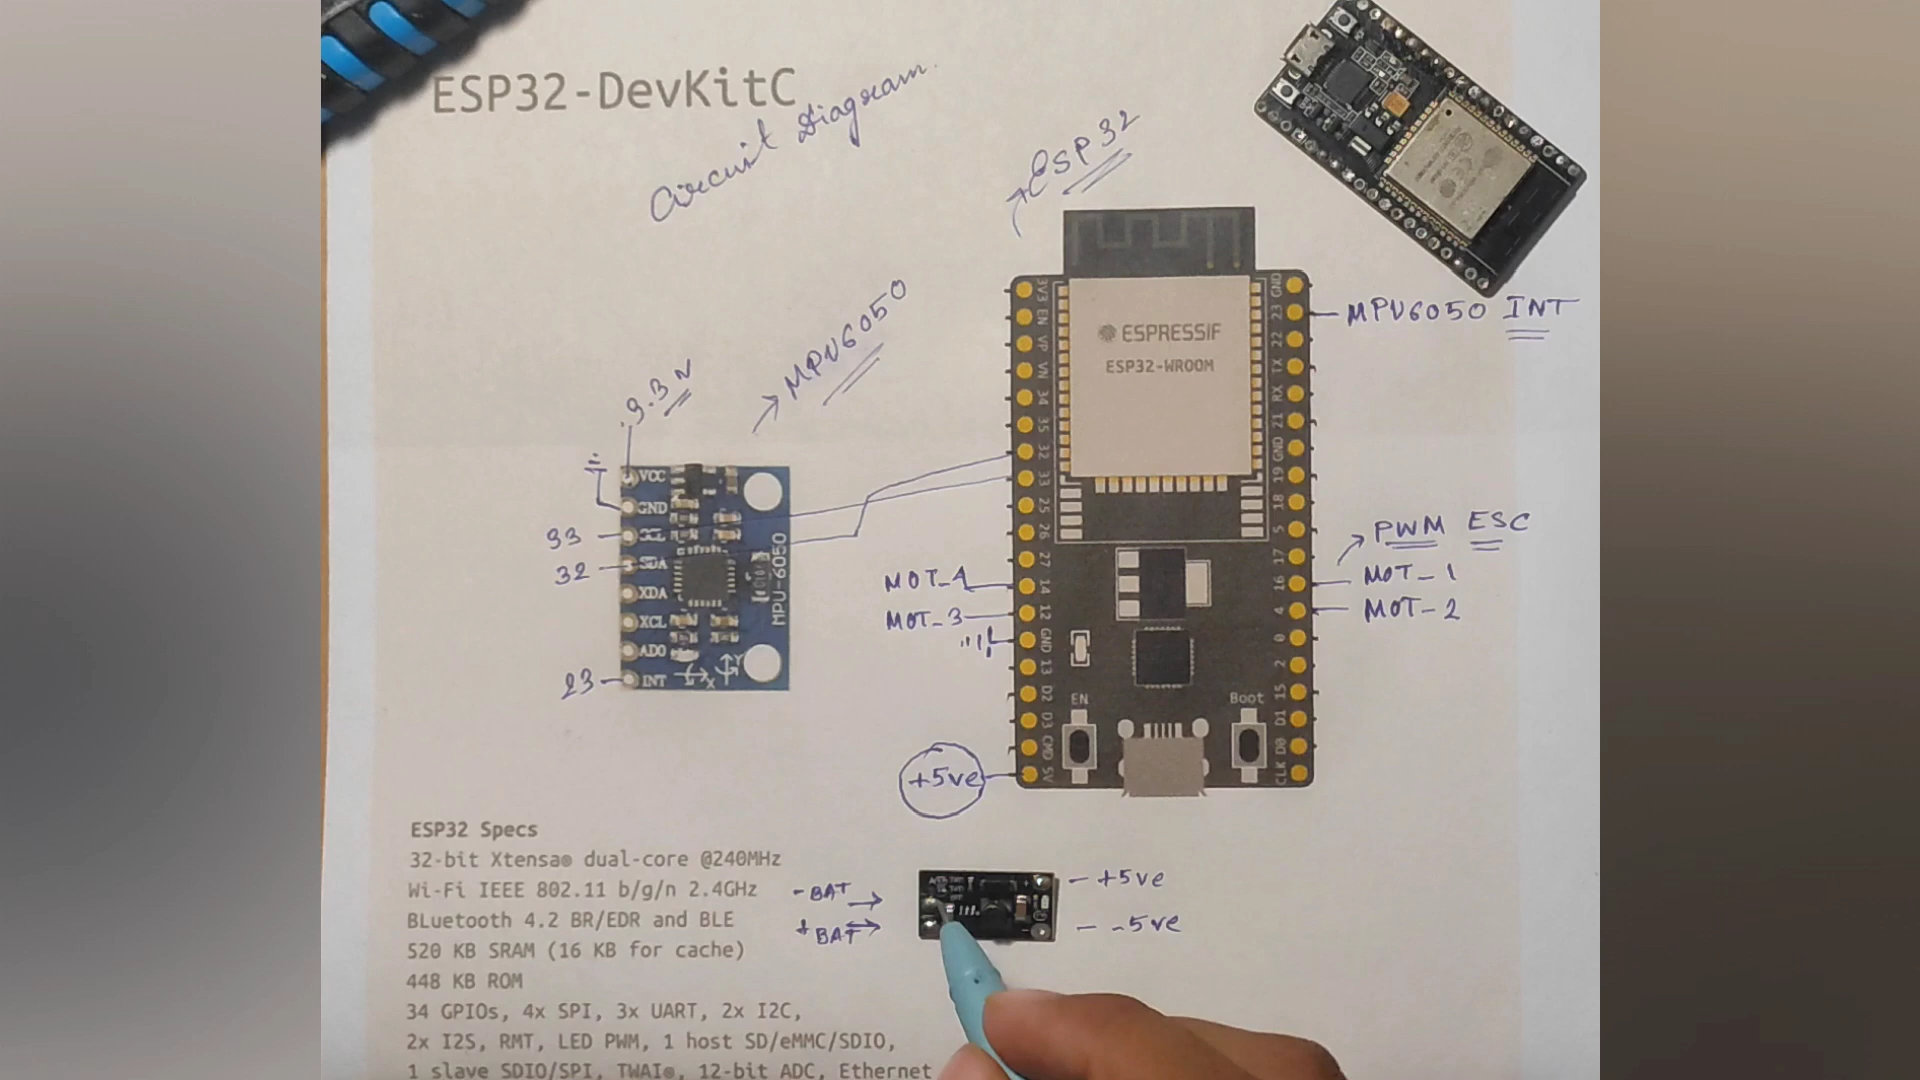 ESP32-DevKitC
Circuit Diagram.
ESP32
MPU6050
3.3 V
VCC
GND
SCL
SDA
XDA
XCL
AD0
INT
MPU-6050
X
Y
33
32
23
3V3
EN
VP
VN
34
35
32
33
25
26
27
14
12
GND
13
D2
D3
CMD
5V
ESPRESSIF
ESP32-WROOM
EN
Boot
GND
23
22
TX
RX
21
GND
19
18
5
17
16
4
0
2
15
D1
D0
CLK
MPU6050 INT
PWM ESC
MOT_1
MOT_2
MOT_4
MOT_3
+5ve
-BAT
+BAT
- +5ve
- -5ve
ESP32 Specs
32-bit Xtensa® dual-core @240MHz
Wi-Fi IEEE 802.11 b/g/n 2.4GHz
BLuetooth 4.2 BR/EDR and BLE
520 KB SRAM (16 KB for cache)
448 KB ROM
34 GPIOs, 4x SPI, 3x UART, 2x I2C,
2x I2S, RMT, LED PWM, 1 host SD/eMMC/SDIO,
1 slave SDIO/SPI, TWAI®, 12-bit ADC, Ethernet